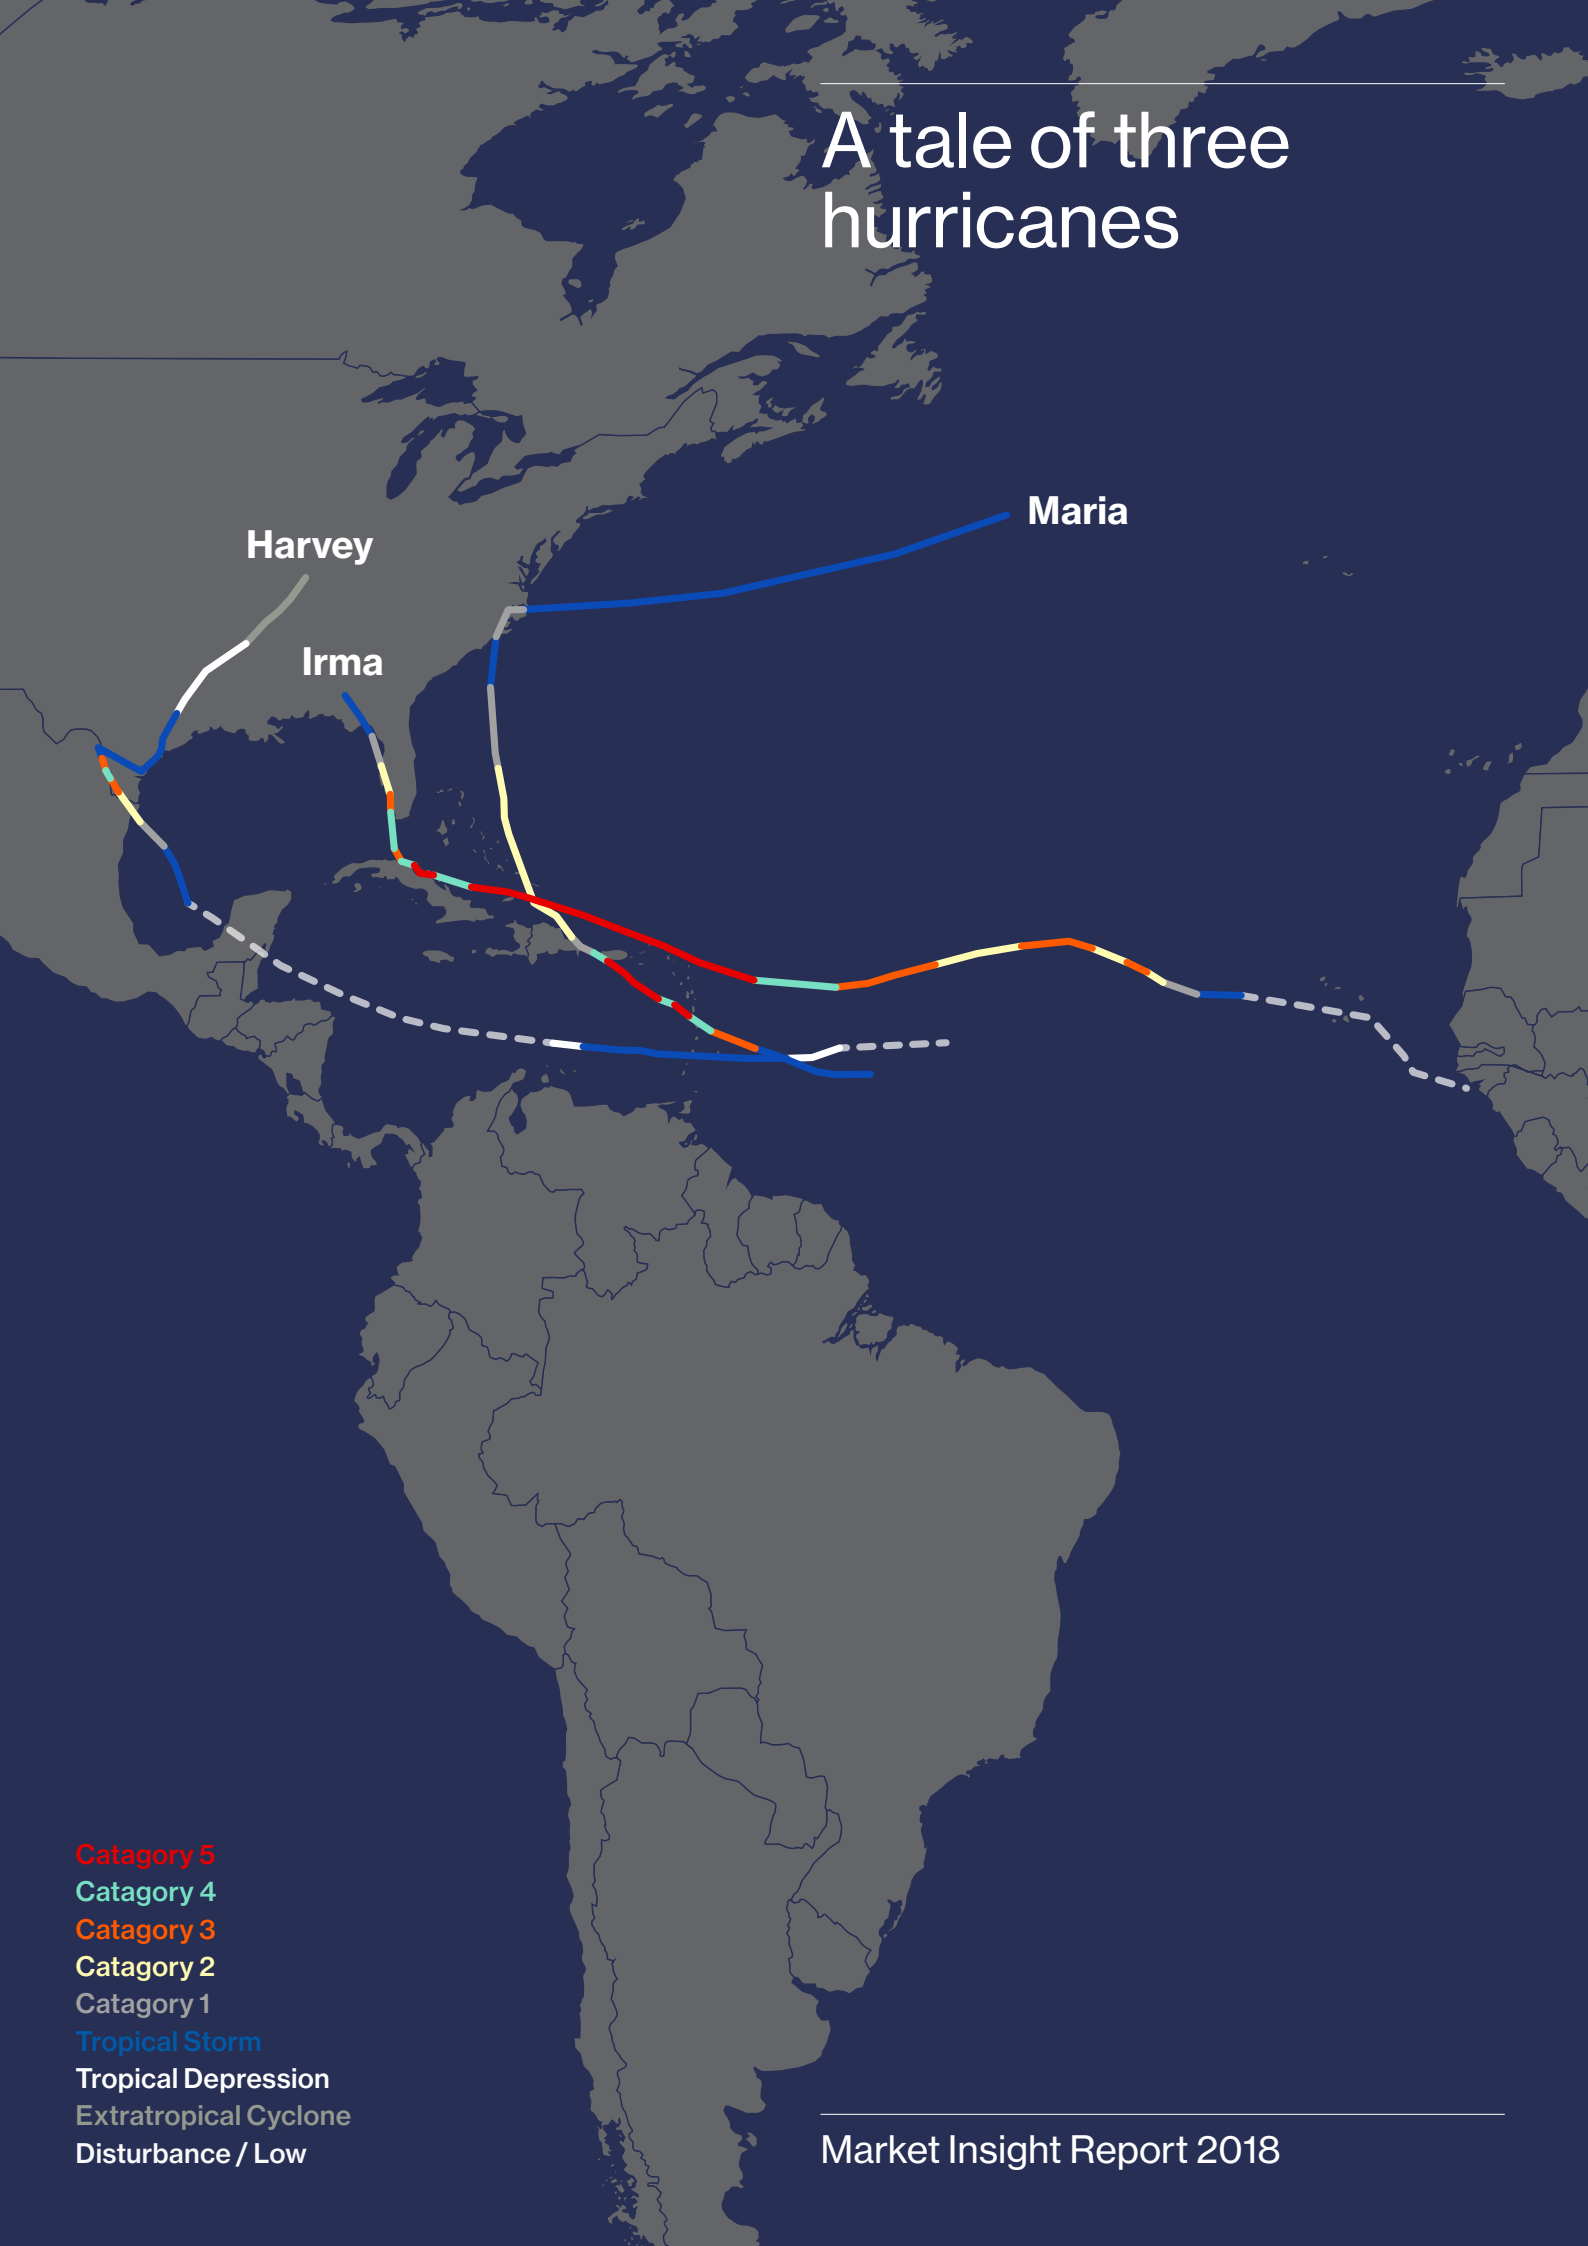 A tale of three
hurricanes
Maria
Harvey
Irma
Catagory 5
Catagory 4
Catagory 3
Catagory 2
Catagory 1
Tropical Storm
Tropical Depression
Extratropical Cyclone
Disturbance / Low
Market Insight Report 2018